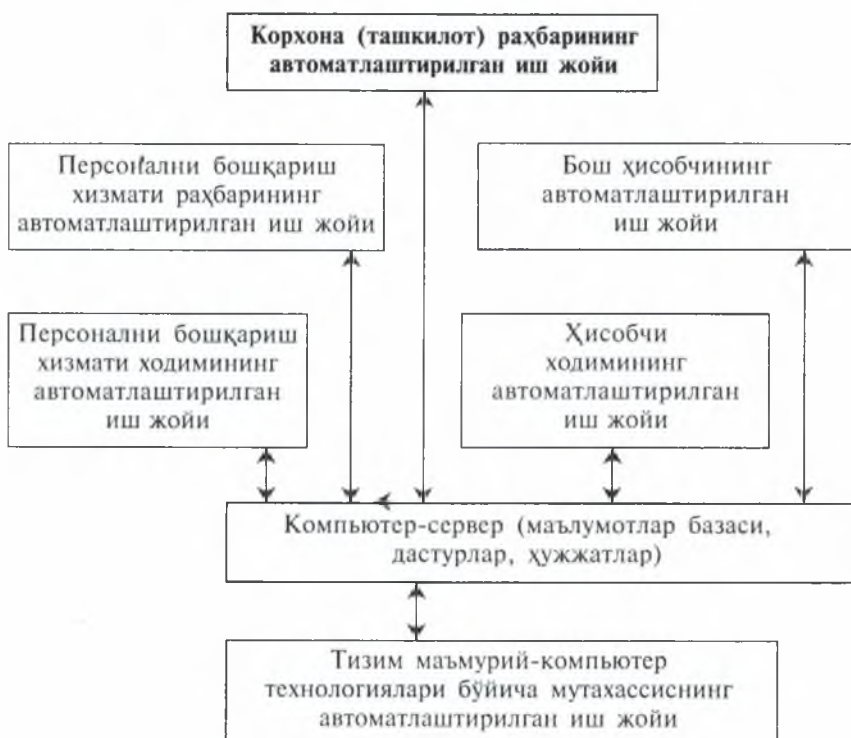 Корхона (ташкилот) раҳбарининг
автоматлаштирилган иш жойи
Персонални бошқариш
хизмати раҳбарининг
автоматлаштирилган иш жойи
Бош ҳисобчининг
автоматлаштирилган
иш жойи
Персонални бошқариш
хизмати ходимининг
автоматлаштирилган
иш жойи
Ҳисобчи
ходимининг
автоматлаштирилган
иш жойи
Компьютер-сервер (маълумотлар базаси,
дастурлар, ҳужжатлар)
Тизим маъмурий-компьютер
технологиялари бўйича мутахассиснинг
автоматлаштирилган иш жойи